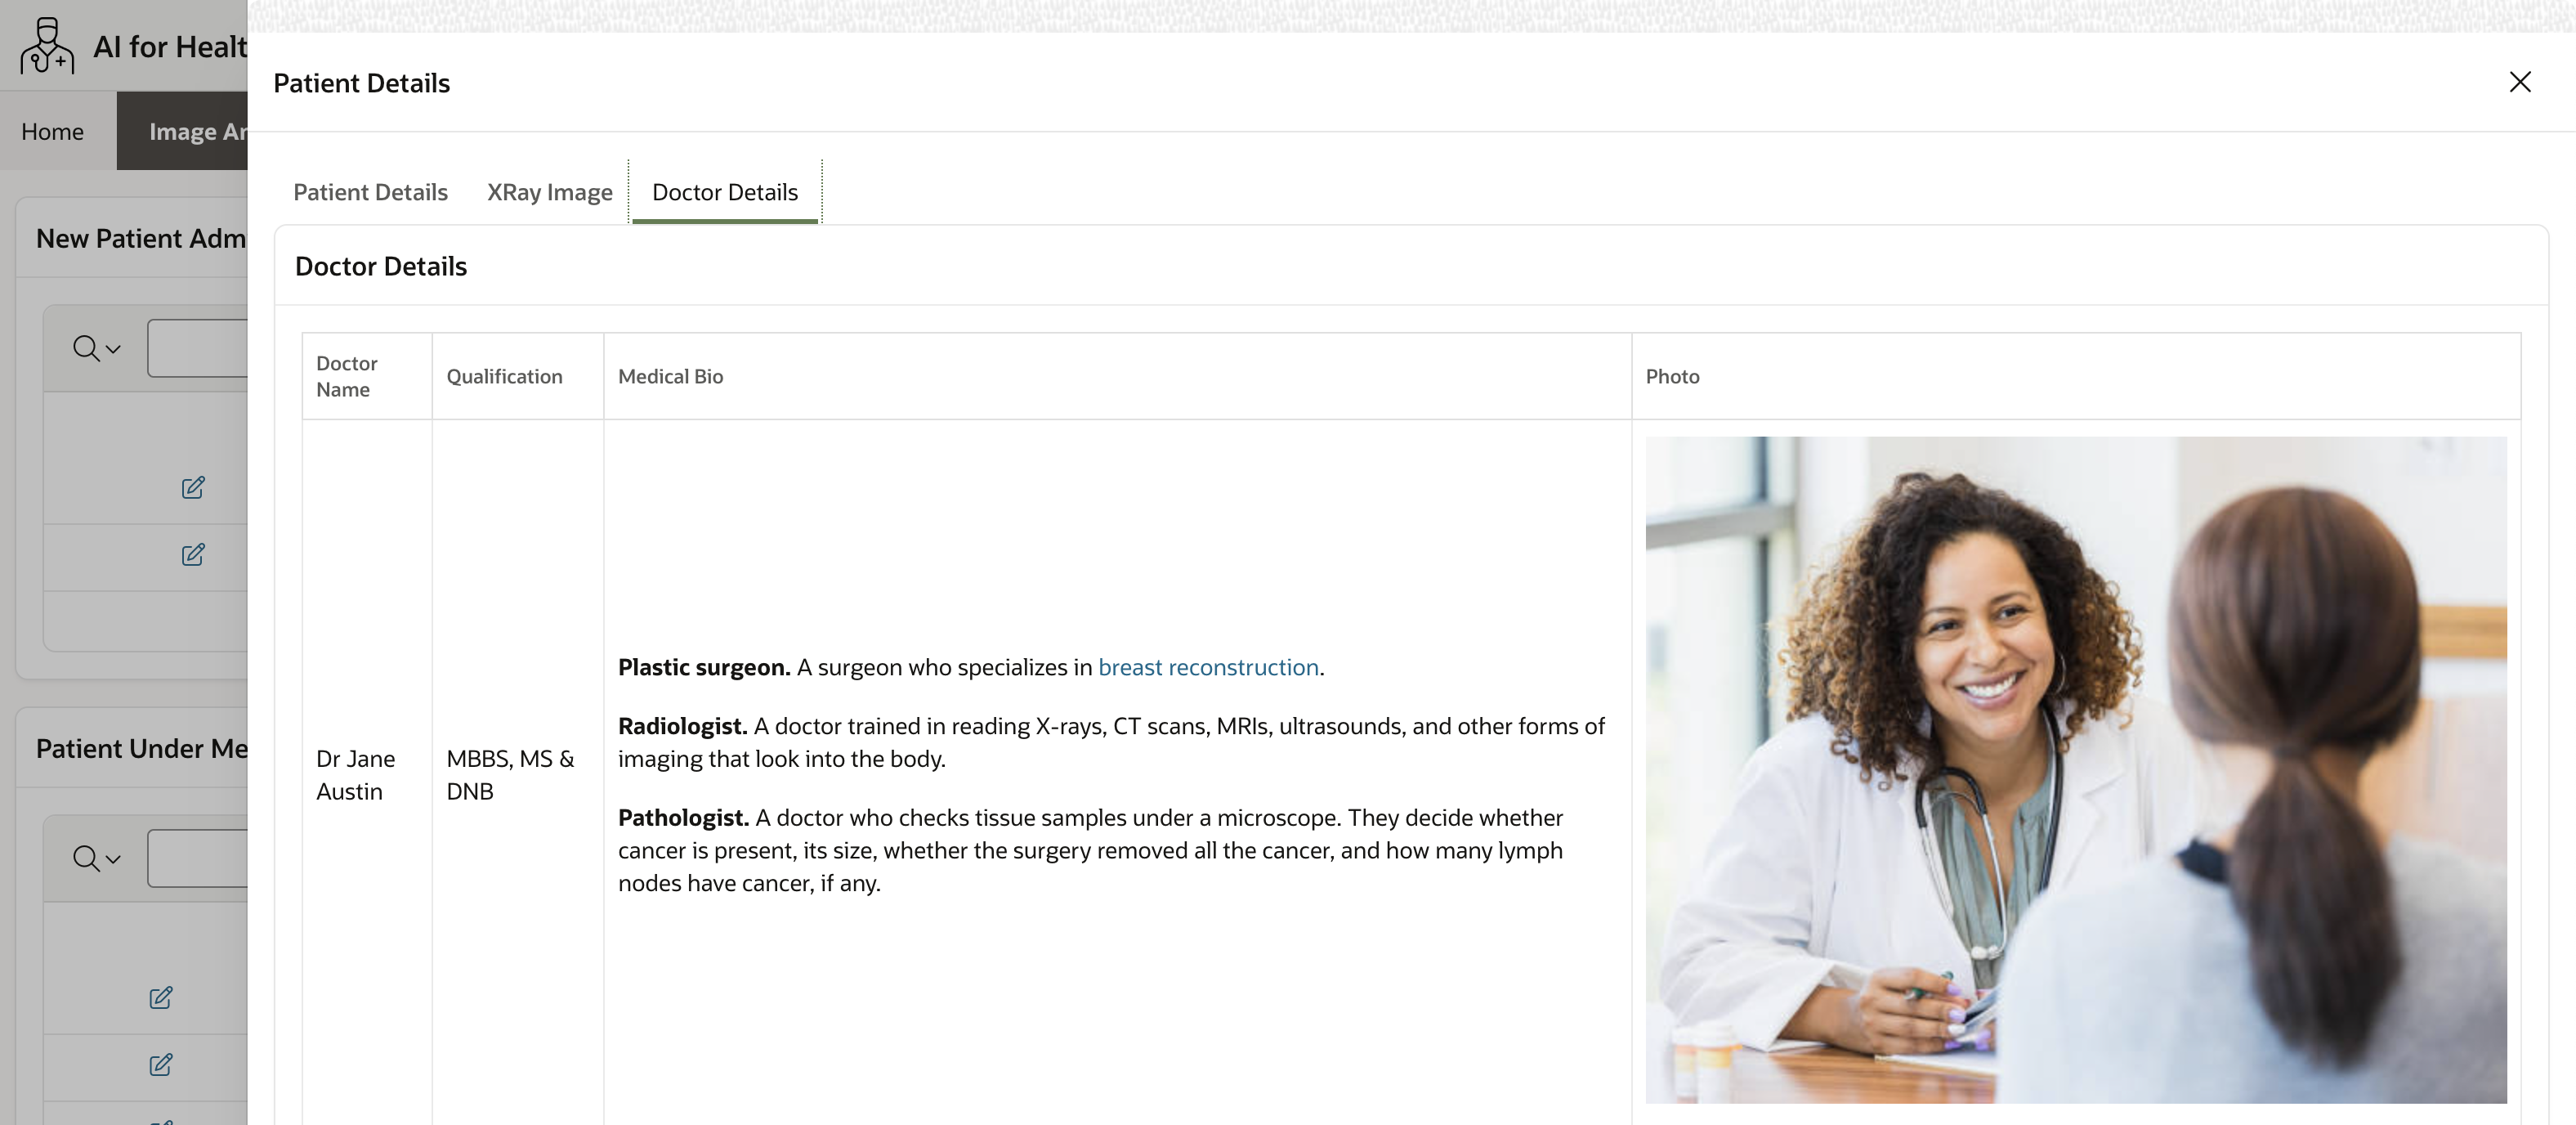 AI for Healt
Home
Image Ar
New Patient Adm
Patient Under Me
Patient Details
Patient Details
XRay Image
Doctor Details
Doctor Details
Doctor
Name
Qualification
Medical Bio
Photo
Dr Jane
Austin
MBBS, MS &
DNB
Plastic surgeon. A surgeon who specializes in breast reconstruction.
Radiologist. A doctor trained in reading X-rays, CT scans, MRIs, ultrasounds, and other forms of
imaging that look into the body.
Pathologist. A doctor who checks tissue samples under a microscope. They decide whether
cancer is present, its size, whether the surgery removed all the cancer, and how many lymph
nodes have cancer, if any.